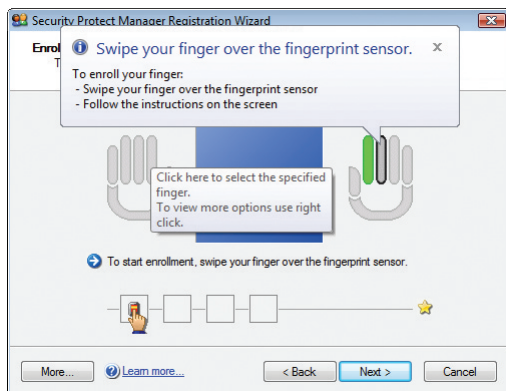 Security Protect Manager Registration Wizard
Swipe your finger over the fingerprint sensor.
To enroll your finger:
- Swipe your finger over the fingerprint sensor
- Follow the instructions on the screen
Click here to select the specified
finger.
To view more options use right
click.
To start enrollment, swipe your finger over the fingerprint sensor.
More...
Learn more...
< Back
Next >
Cancel